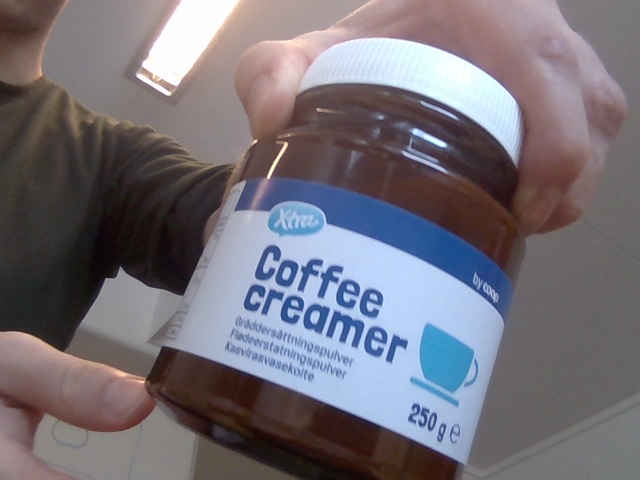 Xtra
by coop
Coffee
creamer
Gräddersättningspulver
Flødeerstatningspulver
Kasvirasvasekoite
250 g ℮